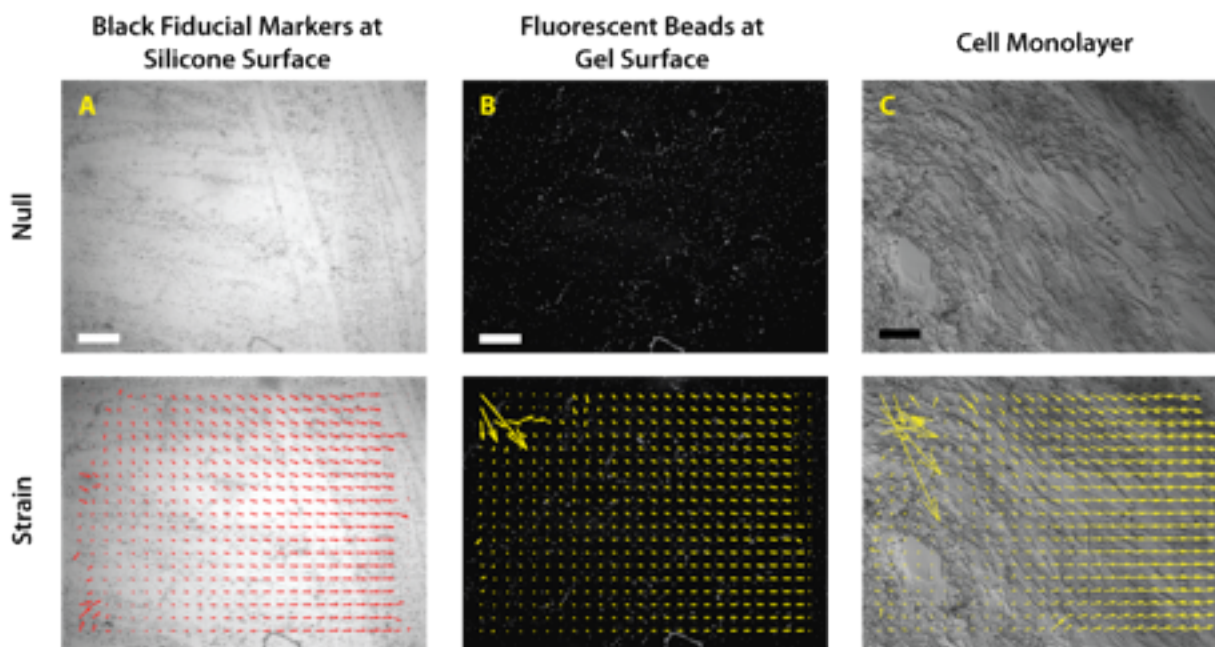 Black Fiducial Markers at
Silicone Surface
Fluorescent Beads at
Gel Surface
Cell Monolayer
Null
A
B
C
Strain